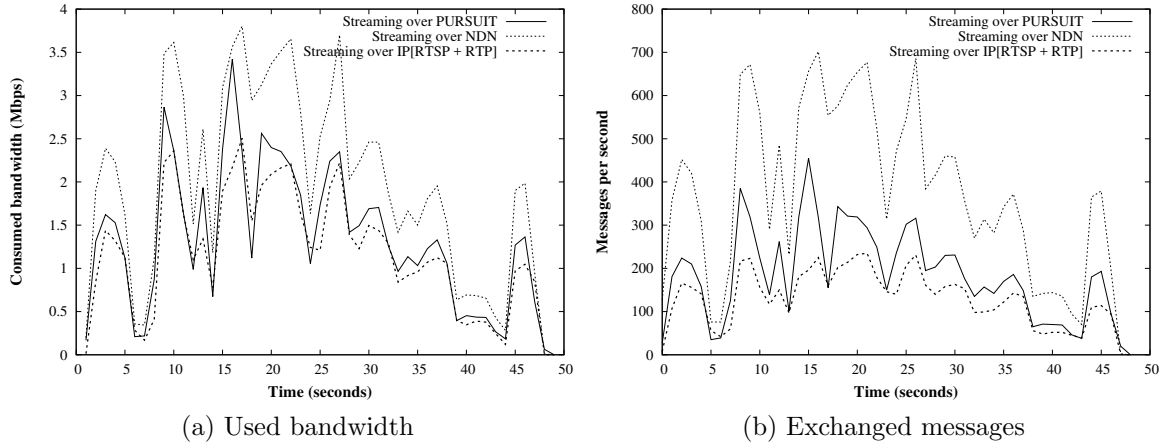 4
3.5
3
2.5
2
1.5
1
0.5
0
0 5 10 15 20 25 30 35 40 45 50
Consumed bandwidth (Mbps)
Time (seconds)
Streaming over PURSUIT
Streaming over NDN
Streaming over IP[RTSP + RTP]
(a) Used bandwidth
800
700
600
500
400
300
200
100
0
0 5 10 15 20 25 30 35 40 45 50
Messages per second
Time (seconds)
Streaming over PURSUIT
Streaming over NDN
Streaming over IP[RTSP + RTP]
(b) Exchanged messages